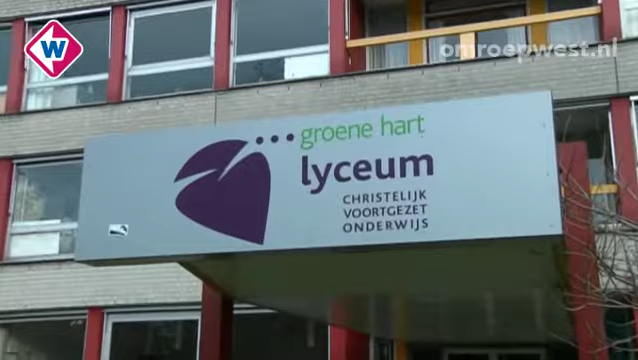 W
omroepwest.nl
groene hart
lyceum
CHRISTELIJK
VOORTGEZET
ONDERWIJS